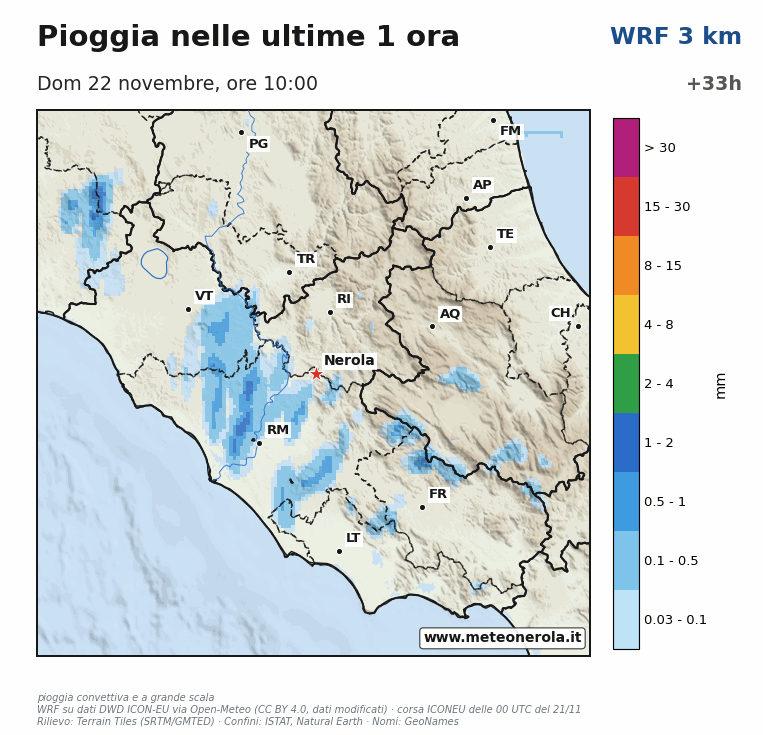 Pioggia nelle ultime 1 ora
WRF 3 km
Dom 22 novembre, ore 10:00
+33h
FM
PG
AP
TE
TR
VT
RI
AQ
CH
Nerola
RM
FR
LT
www.meteonerola.it
> 30
15 - 30
8 - 15
4 - 8
2 - 4
1 - 2
0.5 - 1
0.1 - 0.5
0.03 - 0.1
mm
pioggia convettiva e a grande scala
WRF su dati DWD ICON-EU via Open-Meteo (CC BY 4.0, dati modificati) · corsa ICONEU delle 00 UTC del 21/11
Rilievo: Terrain Tiles (SRTM/GMTED) · Confini: ISTAT, Natural Earth · Nomi: GeoNames